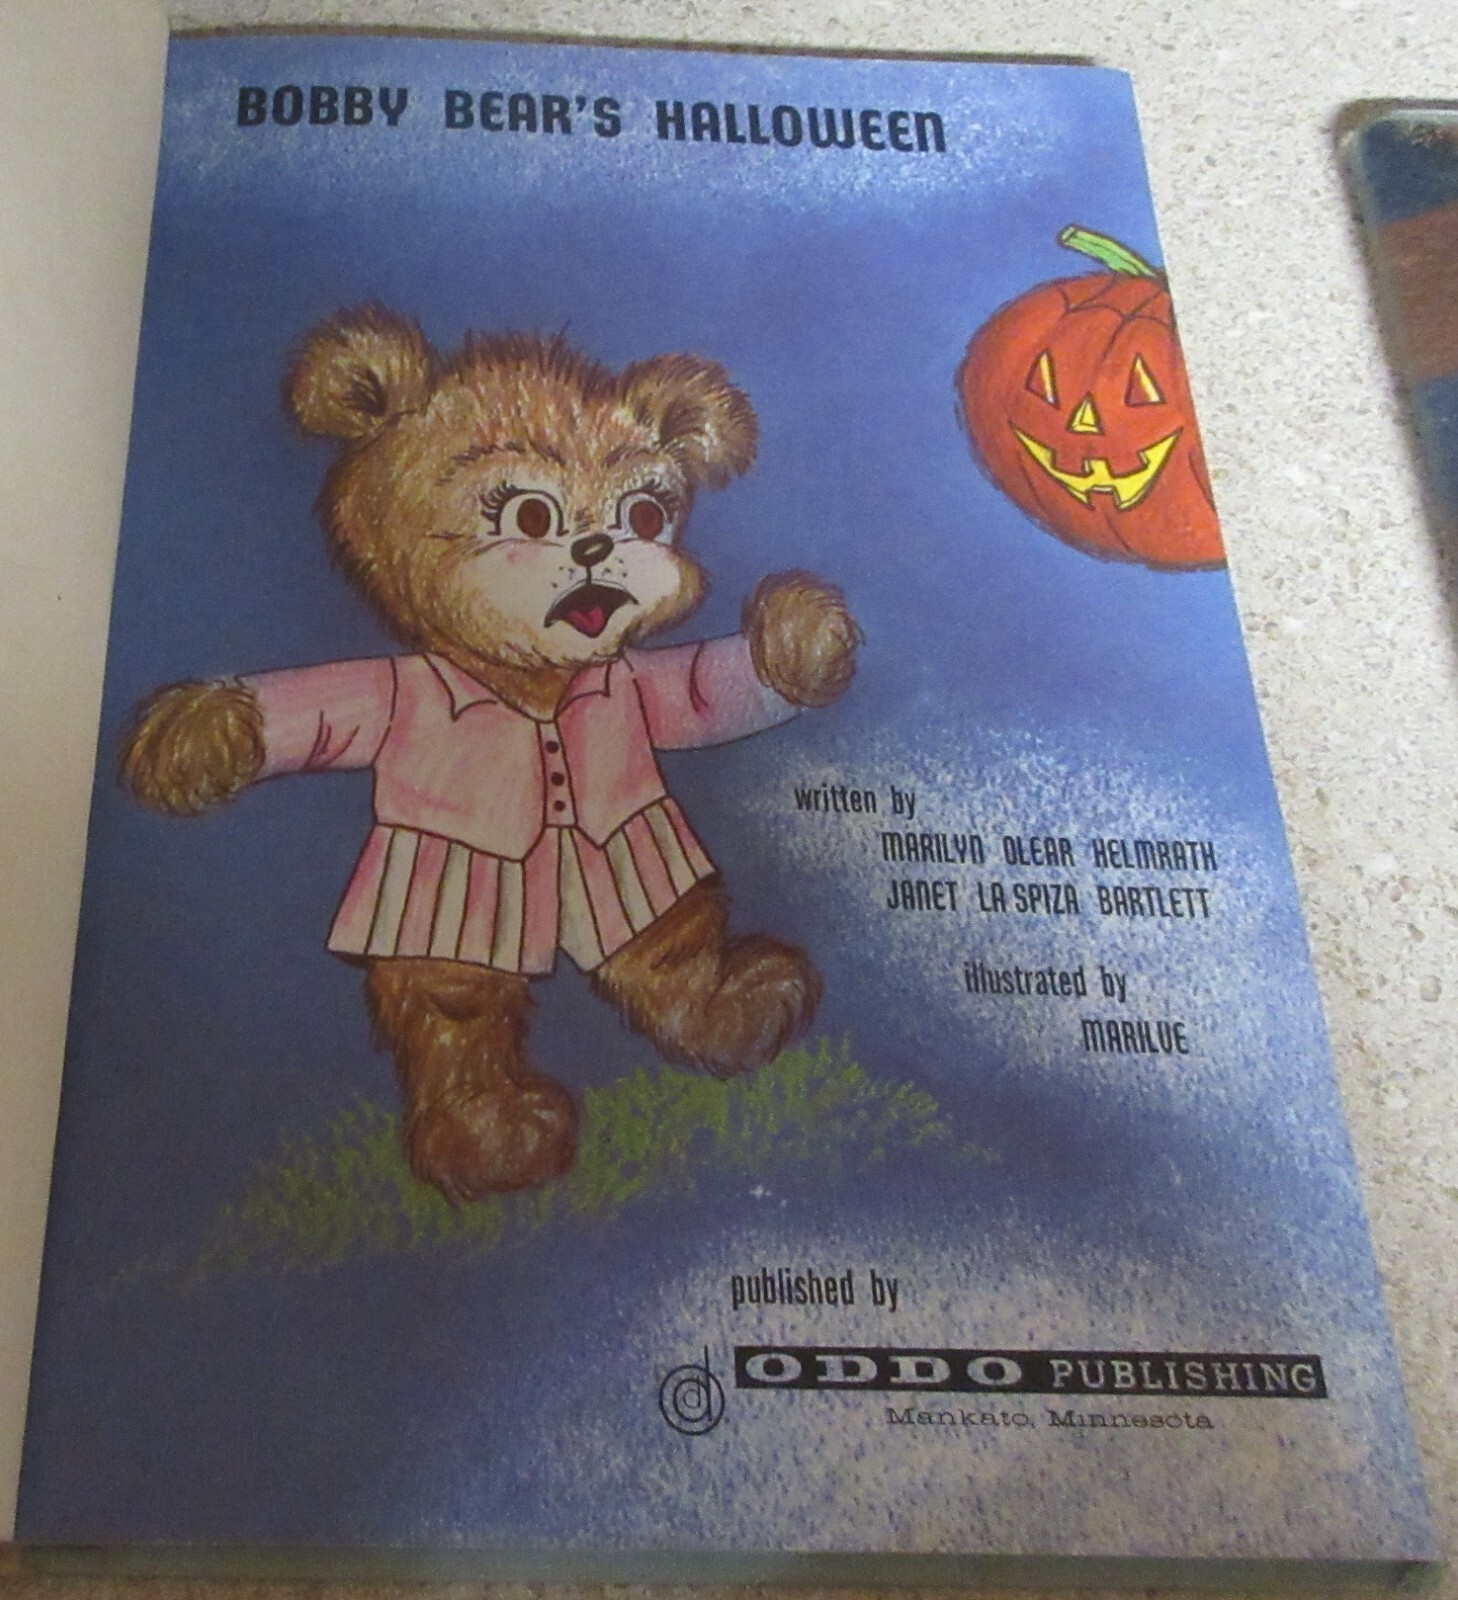 BOBBY BEAR'S HALLOWEEN
written by
MARILYN OLEAR HELMRATH
JANET LA SPIZA BARTLETT
illustrated by
MARILUE
published by
ODDO PUBLISHING
Mankato, Minnesota